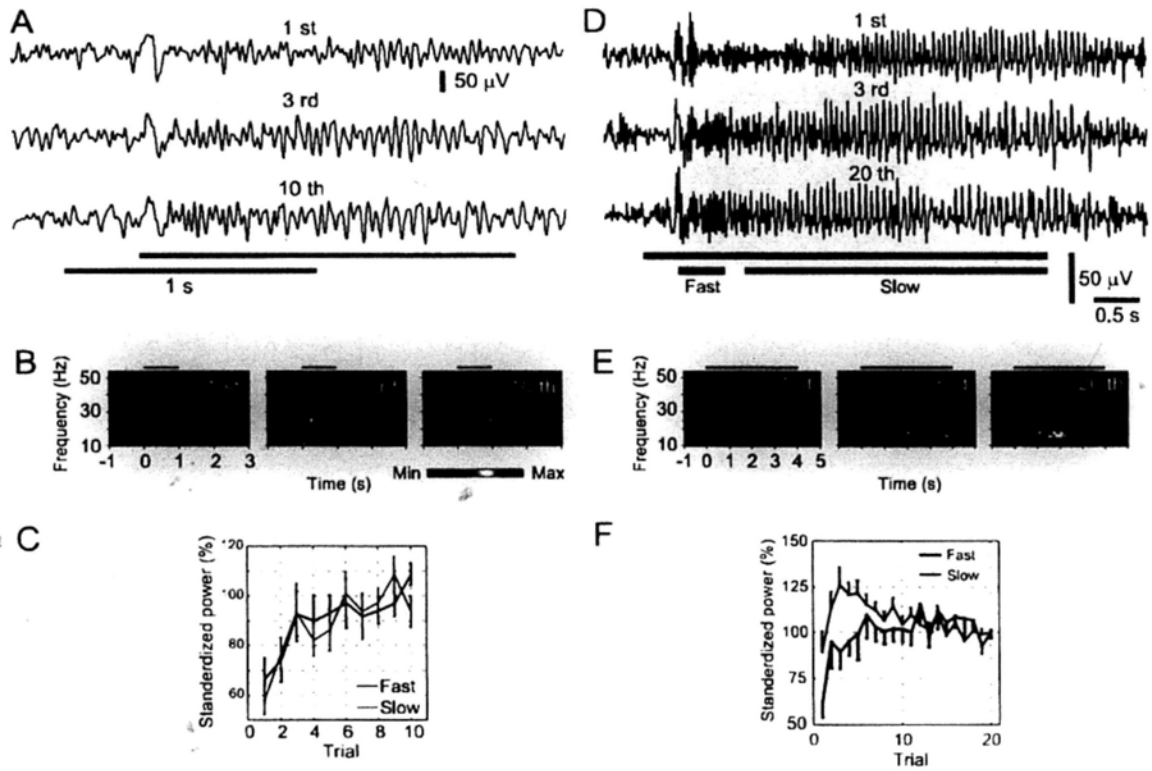 A
1 st
50 µV
3 rd
10 th
1 s
D
1 st
3 rd
20 th
Fast
Slow
50 µV
0.5 s
B
Frequency (Hz)
50
30
10
-1 0 1 2 3
Time (s)
Min
Max
E
Frequency (Hz)
50
30
10
-1 0 1 2 3 4 5
Time (s)
C
Standerdized power (%)
80
60
0 2 4 6 8 10
Trial
Fast
Slow
F
Standerdized power (%)
150
125
100
75
50
0 10 20
Trial
Fast
Slow